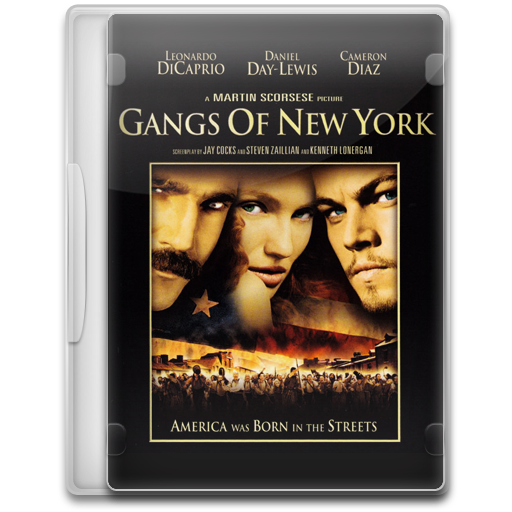 LEONARDO DANIEL CAMERON
DICAPRIO DAY-LEWIS DIAZ
A MARTIN SCORSESE PICTURE
GANGS OF NEW YORK
SCREENPLAY BY JAY COCKS AND STEVEN ZAILLIAN AND KENNETH LONERGAN
AMERICA WAS BORN IN THE STREETS